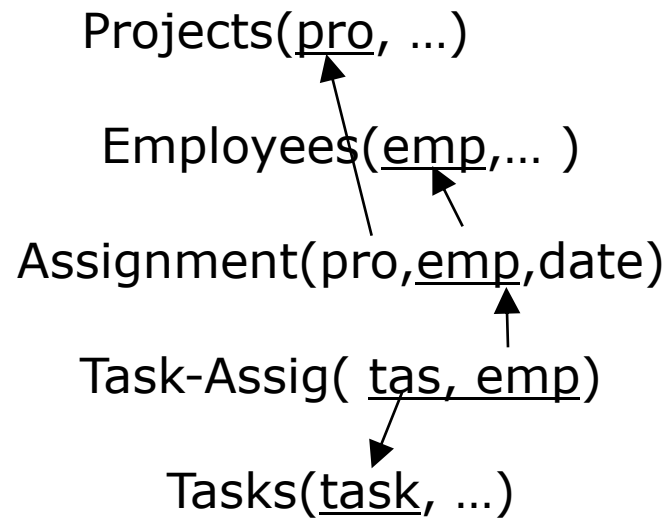 Projects(pro, …)
Employees(emp,… )
Assignment(pro,emp,date)
Task-Assig( tas, emp)
Tasks(task, …)